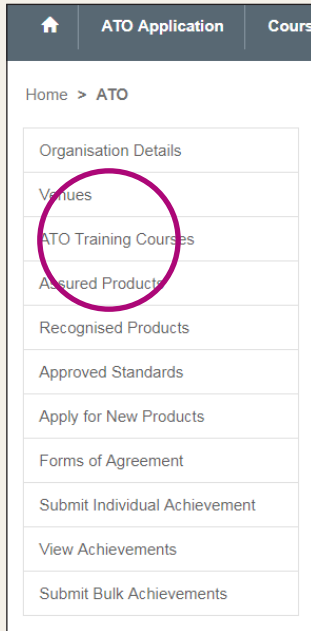 ATO Application Cours
Home > ATO
Organisation Details
Venues
ATO Training Courses
Assured Products
Recognised Products
Approved Standards
Apply for New Products
Forms of Agreement
Submit Individual Achievement
View Achievements
Submit Bulk Achievements